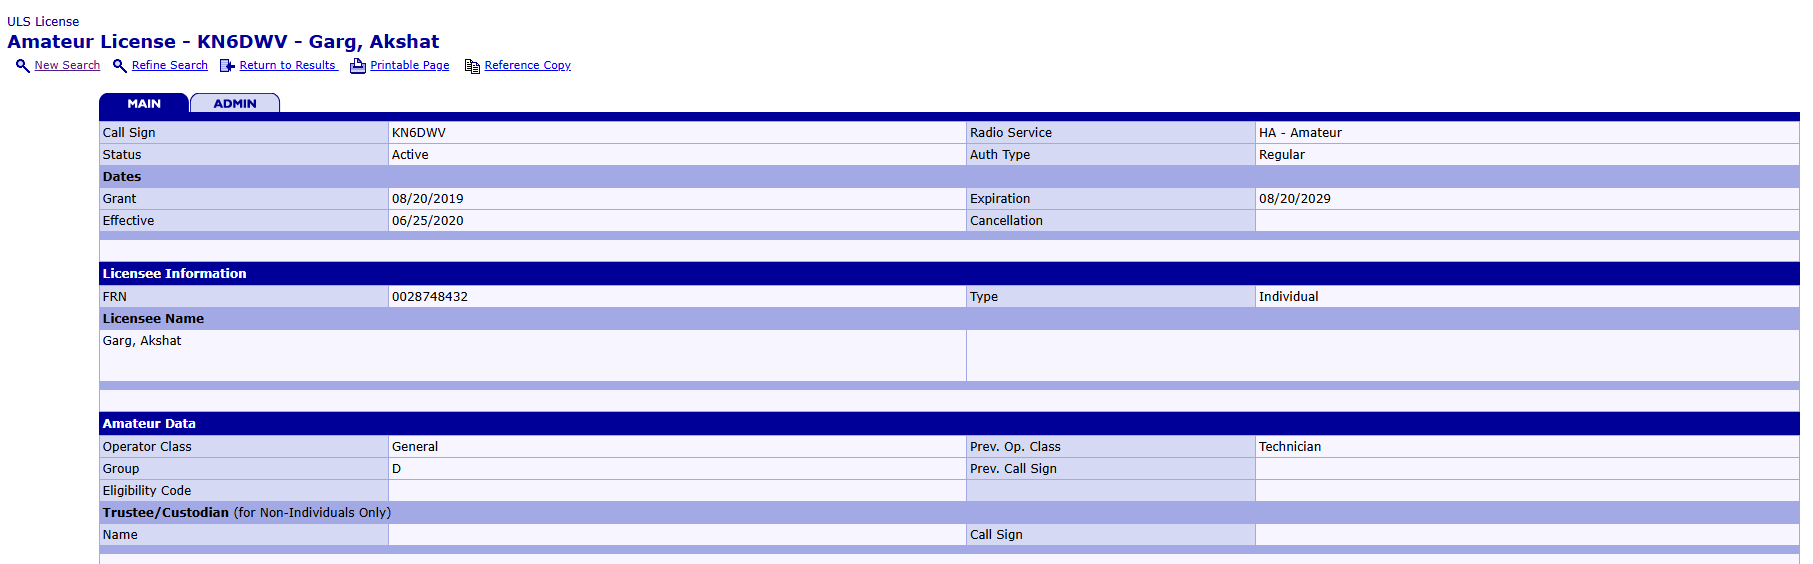 ULS License
Amateur License - KN6DWV - Garg, Akshat
New Search Refine Search Return to Results Printable Page Reference Copy
MAIN ADMIN
Call Sign KN6DWV Radio Service HA - Amateur
Status Active Auth Type Regular
Dates
Grant 08/20/2019 Expiration 08/20/2029
Effective 06/25/2020 Cancellation
Licensee Information
FRN 0028748432 Type Individual
Licensee Name
Garg, Akshat
Amateur Data
Operator Class General Prev. Op. Class Technician
Group D Prev. Call Sign
Eligibility Code
Trustee/Custodian (for Non-Individuals Only)
Name Call Sign